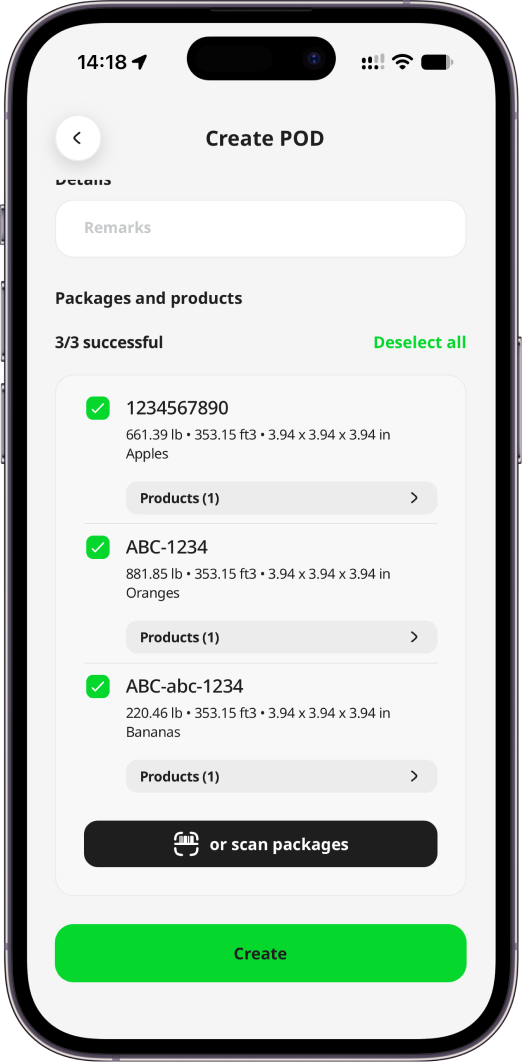 14:18
Create POD
Details
Remarks
Packages and products
3/3 successful
Deselect all
1234567890
661.39 lb • 353.15 ft3 • 3.94 x 3.94 x 3.94 in
Apples
Products (1)
ABC-1234
881.85 lb • 353.15 ft3 • 3.94 x 3.94 x 3.94 in
Oranges
Products (1)
ABC-abc-1234
220.46 lb • 353.15 ft3 • 3.94 x 3.94 x 3.94 in
Bananas
Products (1)
or scan packages
Create